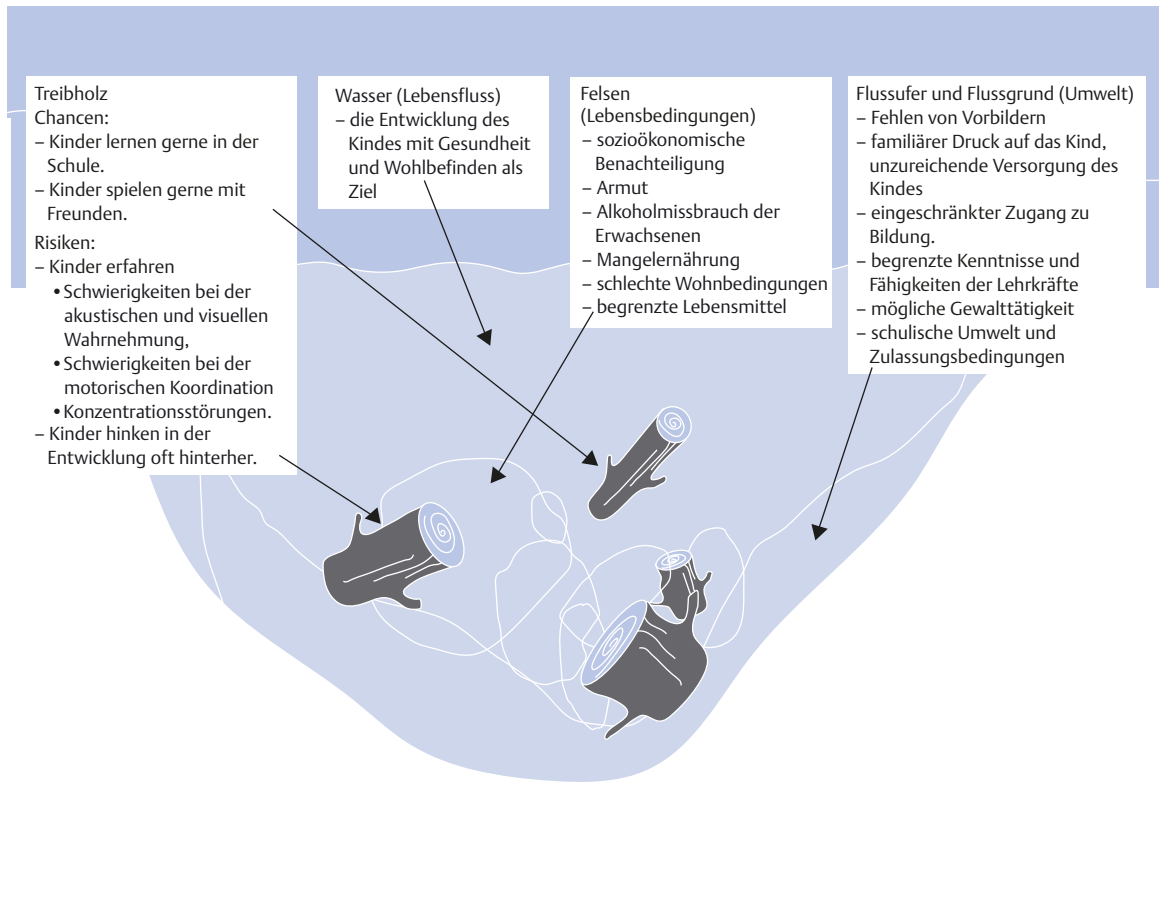 Treibholz
Chancen:
– Kinder lernen gerne in der
Schule.
– Kinder spielen gerne mit
Freunden.
Risiken:
– Kinder erfahren
• Schwierigkeiten bei der
akustischen und visuellen
Wahrnehmung,
• Schwierigkeiten bei der
motorischen Koordination
• Konzentrationsstörungen.
– Kinder hinken in der
Entwicklung oft hinterher.
Wasser (Lebensfluss)
– die Entwicklung des
Kindes mit Gesundheit
und Wohlbefinden als
Ziel
Felsen
(Lebensbedingungen)
– sozioökonomische
Benachteiligung
– Armut
– Alkoholmissbrauch der
Erwachsenen
– Mangelernährung
– schlechte Wohnbedingungen
– begrenzte Lebensmittel
Flussufer und Flussgrund (Umwelt)
– Fehlen von Vorbildern
– familiärer Druck auf das Kind,
unzureichende Versorgung des
Kindes
– eingeschränkter Zugang zu
Bildung.
– begrenzte Kenntnisse und
Fähigkeiten der Lehrkräfte
– mögliche Gewalttätigkeit
– schulische Umwelt und
Zulassungsbedingungen